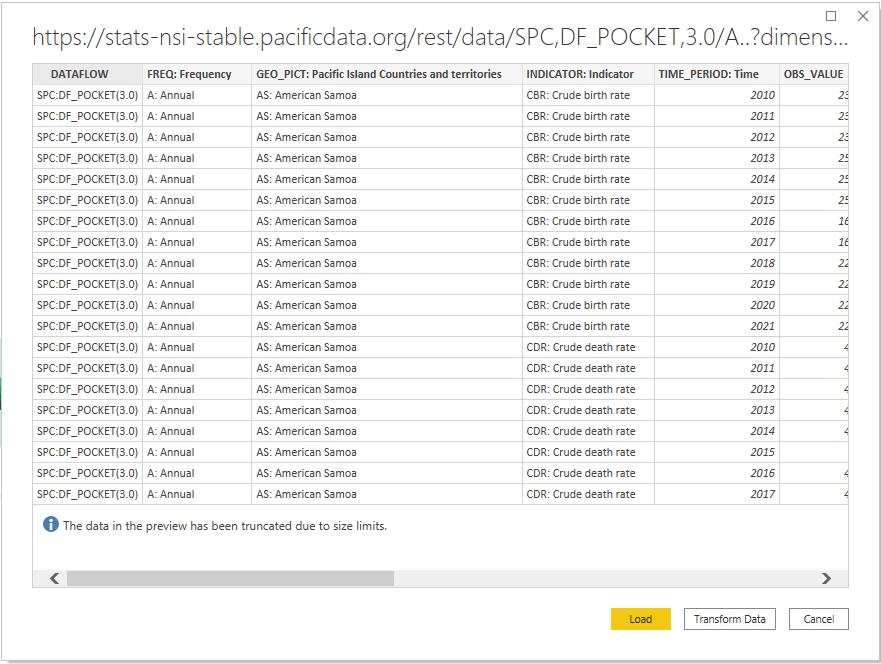 https://stats-nsi-stable.pacificdata.org/rest/data/SPC,DF_POCKET,3.0/A..?dimens...
DATAFLOW FREQ: Frequency GEO_PICT: Pacific Island Countries and territories INDICATOR: Indicator TIME_PERIOD: Time OBS_VALUE
SPC:DF_POCKET(3.0) A: Annual AS: American Samoa CBR: Crude birth rate 2010 23
SPC:DF_POCKET(3.0) A: Annual AS: American Samoa CBR: Crude birth rate 2011 23
SPC:DF_POCKET(3.0) A: Annual AS: American Samoa CBR: Crude birth rate 2012 23
SPC:DF_POCKET(3.0) A: Annual AS: American Samoa CBR: Crude birth rate 2013 25
SPC:DF_POCKET(3.0) A: Annual AS: American Samoa CBR: Crude birth rate 2014 25
SPC:DF_POCKET(3.0) A: Annual AS: American Samoa CBR: Crude birth rate 2015 25
SPC:DF_POCKET(3.0) A: Annual AS: American Samoa CBR: Crude birth rate 2016 16
SPC:DF_POCKET(3.0) A: Annual AS: American Samoa CBR: Crude birth rate 2017 16
SPC:DF_POCKET(3.0) A: Annual AS: American Samoa CBR: Crude birth rate 2018 22
SPC:DF_POCKET(3.0) A: Annual AS: American Samoa CBR: Crude birth rate 2019 22
SPC:DF_POCKET(3.0) A: Annual AS: American Samoa CBR: Crude birth rate 2020 22
SPC:DF_POCKET(3.0) A: Annual AS: American Samoa CBR: Crude birth rate 2021 22
SPC:DF_POCKET(3.0) A: Annual AS: American Samoa CDR: Crude death rate 2010 4
SPC:DF_POCKET(3.0) A: Annual AS: American Samoa CDR: Crude death rate 2011 4
SPC:DF_POCKET(3.0) A: Annual AS: American Samoa CDR: Crude death rate 2012 4
SPC:DF_POCKET(3.0) A: Annual AS: American Samoa CDR: Crude death rate 2013 4
SPC:DF_POCKET(3.0) A: Annual AS: American Samoa CDR: Crude death rate 2014 4
SPC:DF_POCKET(3.0) A: Annual AS: American Samoa CDR: Crude death rate 2015
SPC:DF_POCKET(3.0) A: Annual AS: American Samoa CDR: Crude death rate 2016 4
SPC:DF_POCKET(3.0) A: Annual AS: American Samoa CDR: Crude death rate 2017 4
The data in the preview has been truncated due to size limits.
Load Transform Data Cancel